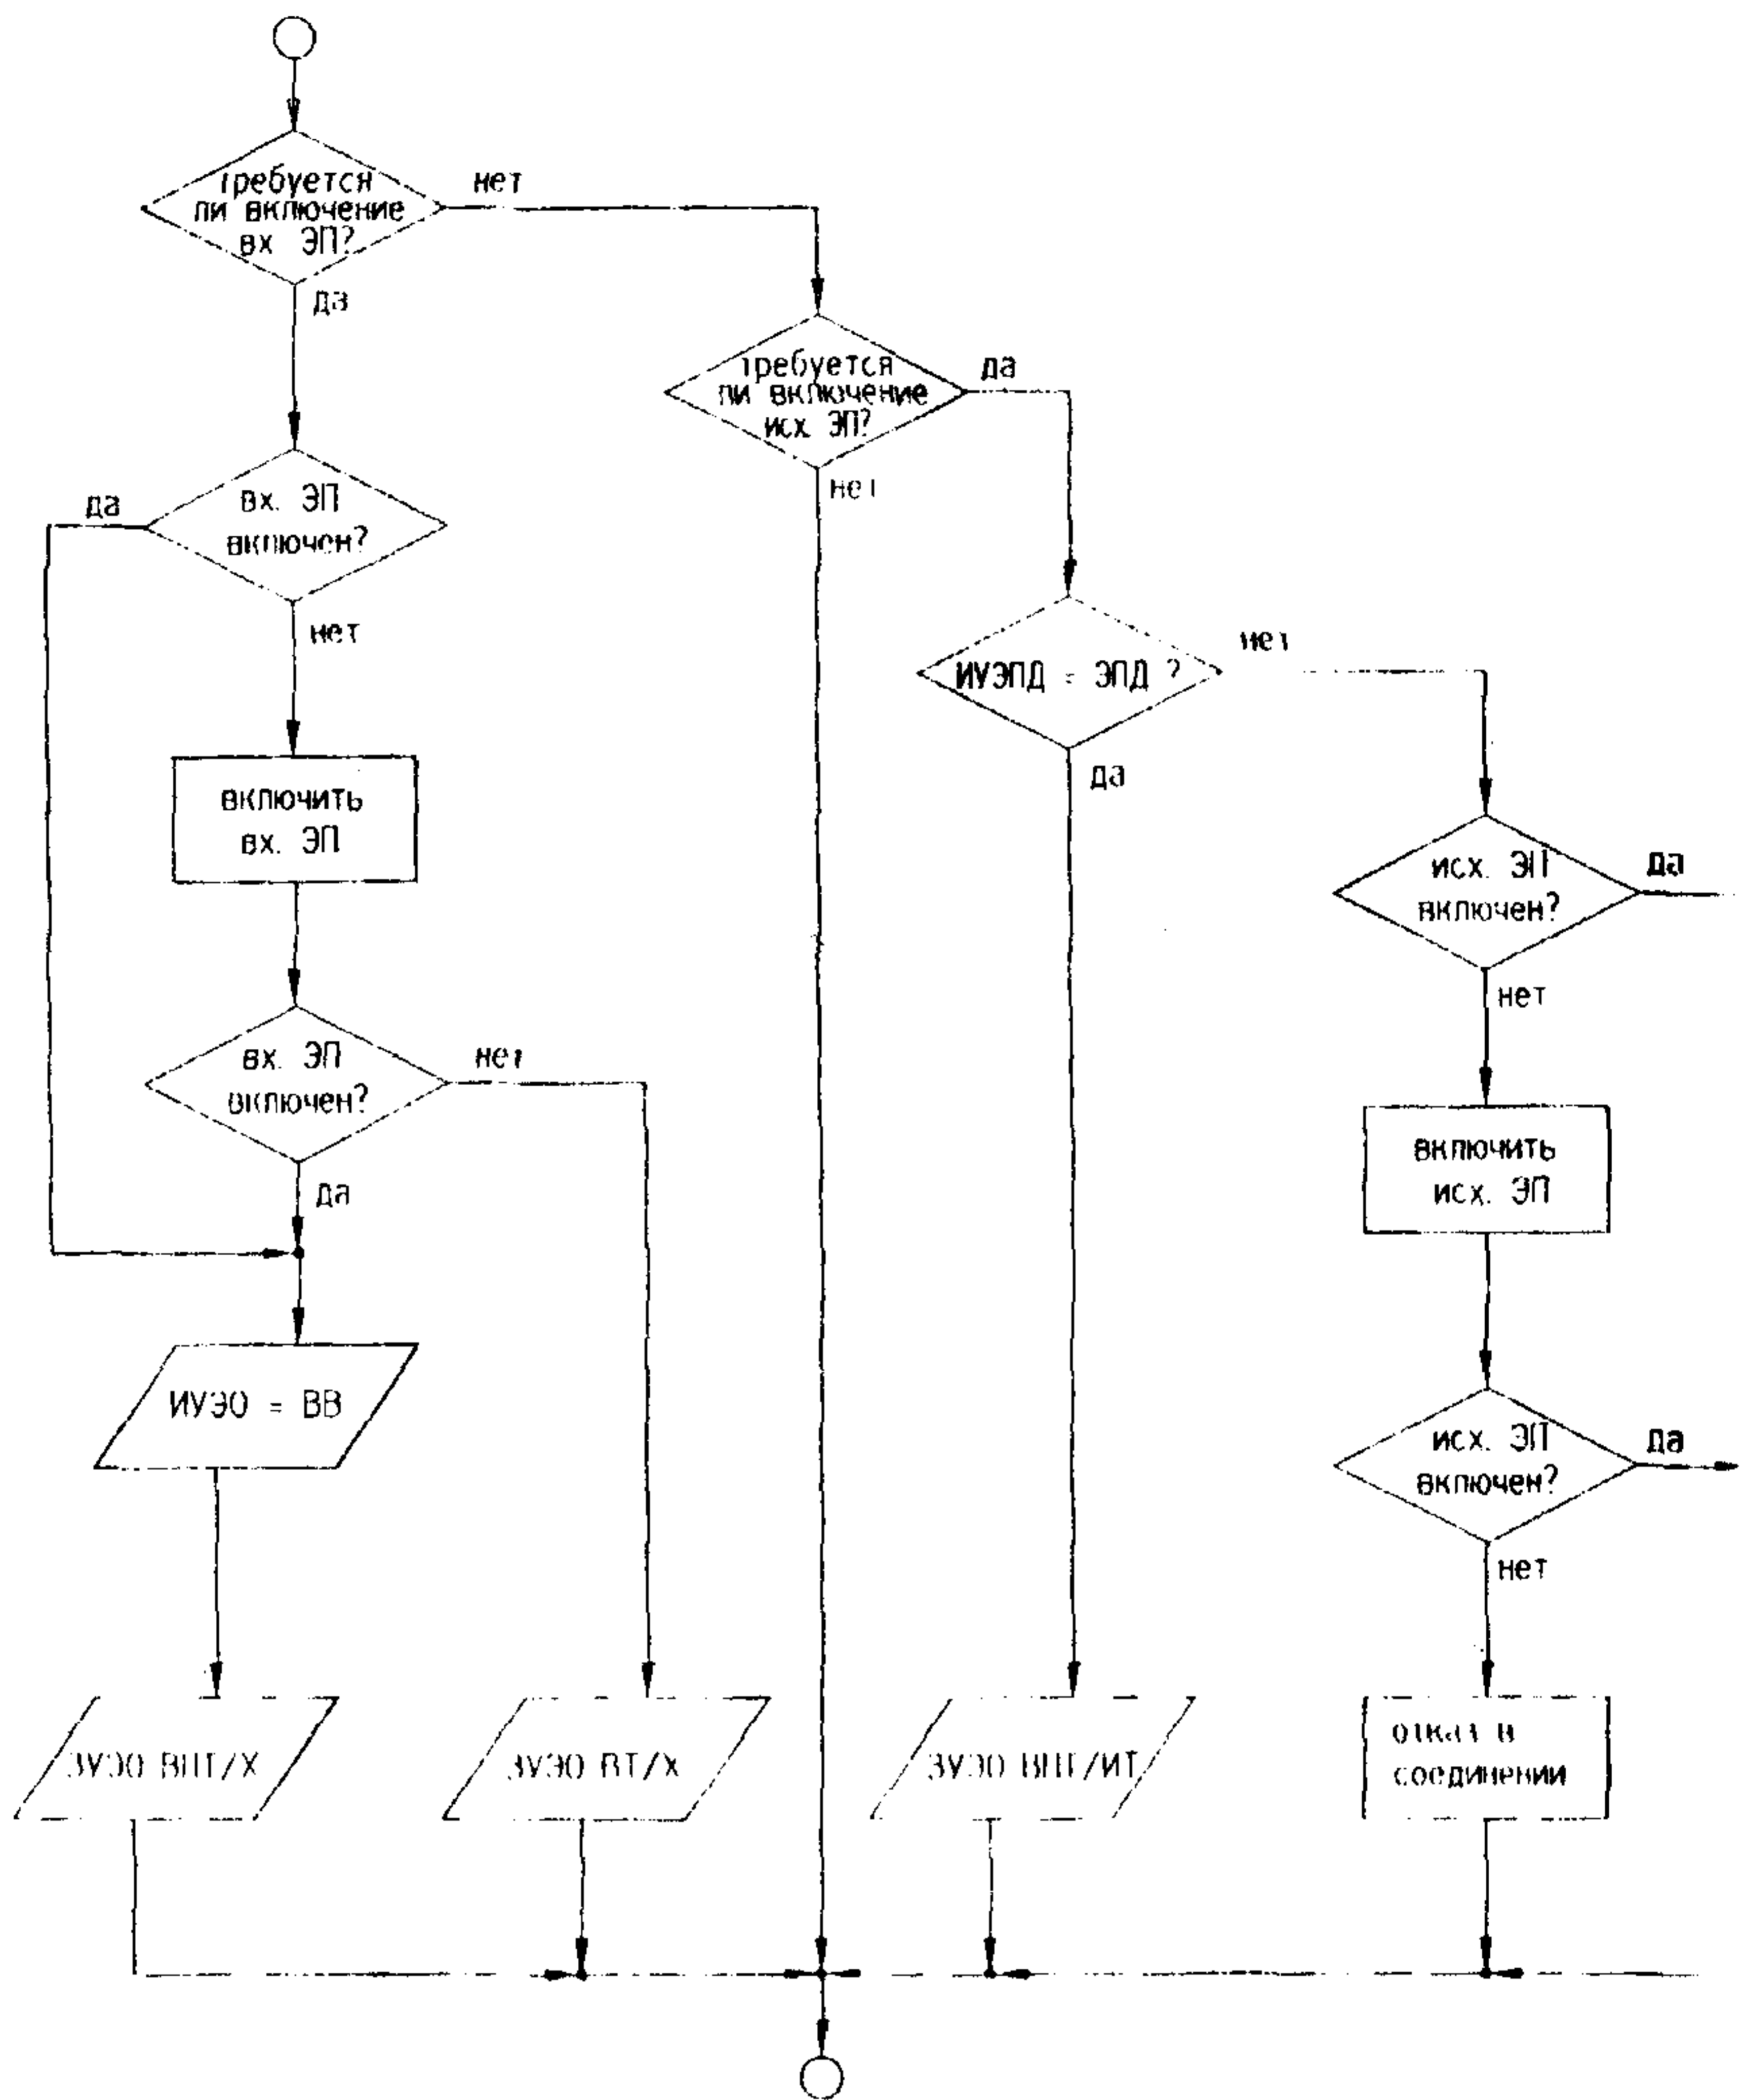 требуется
ли включение
вх. ЭП?
нет
да
требуется
ли включение
исх. ЭП?
да
нет
вх. ЭП
включен?
да
нет
ИУЭПД = ЭПД ?
нет
да
включить
вх. ЭП
исх. ЭП
включен?
да
нет
вх. ЭП
включен?
нет
да
включить
исх. ЭП
ИУЭО = ВВ
исх. ЭП
включен?
да
нет
ЗУЭО ВПТ/Х
ЗУЭО ВТ/Х
ЗУЭО ВПТ/ИТ
отказ в
соединении